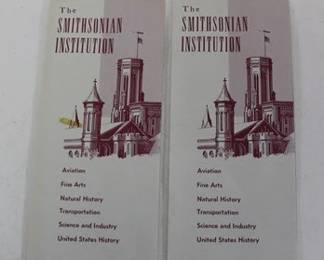 The
SMITHSONIAN
INSTITUTION
Aviation
Fine Arts
Natural History
Transportation
Science and Industry
United States History
The
SMITHSONIAN
INSTITUTION
Aviation
Fine Arts
Natural History
Transportation
Science and Industry
United States History